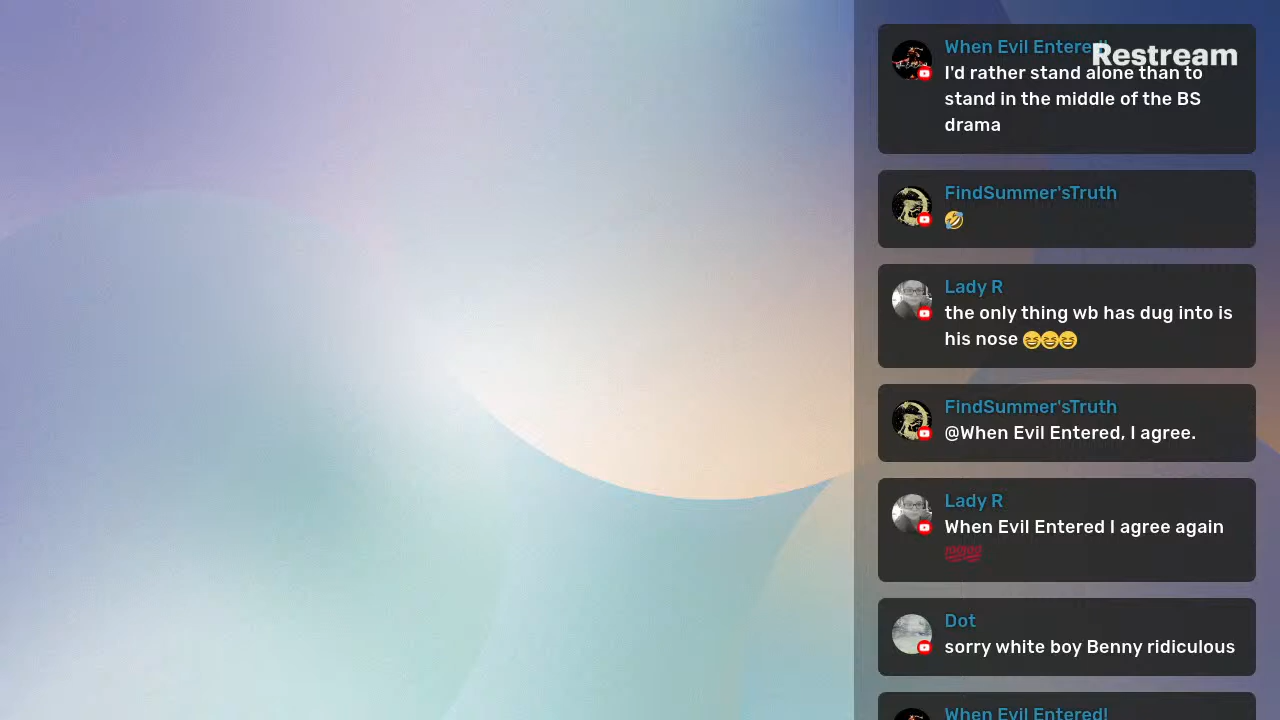 When Evil Entered!
Restream
I'd rather stand alone than to
stand in the middle of the BS
drama
FindSummer'sTruth
🤣
Lady R
the only thing wb has dug into is
his nose 😆😆😆
FindSummer'sTruth
@When Evil Entered, I agree.
Lady R
When Evil Entered I agree again
💯💯
Dot
sorry white boy Benny ridiculous
When Evil Entered!